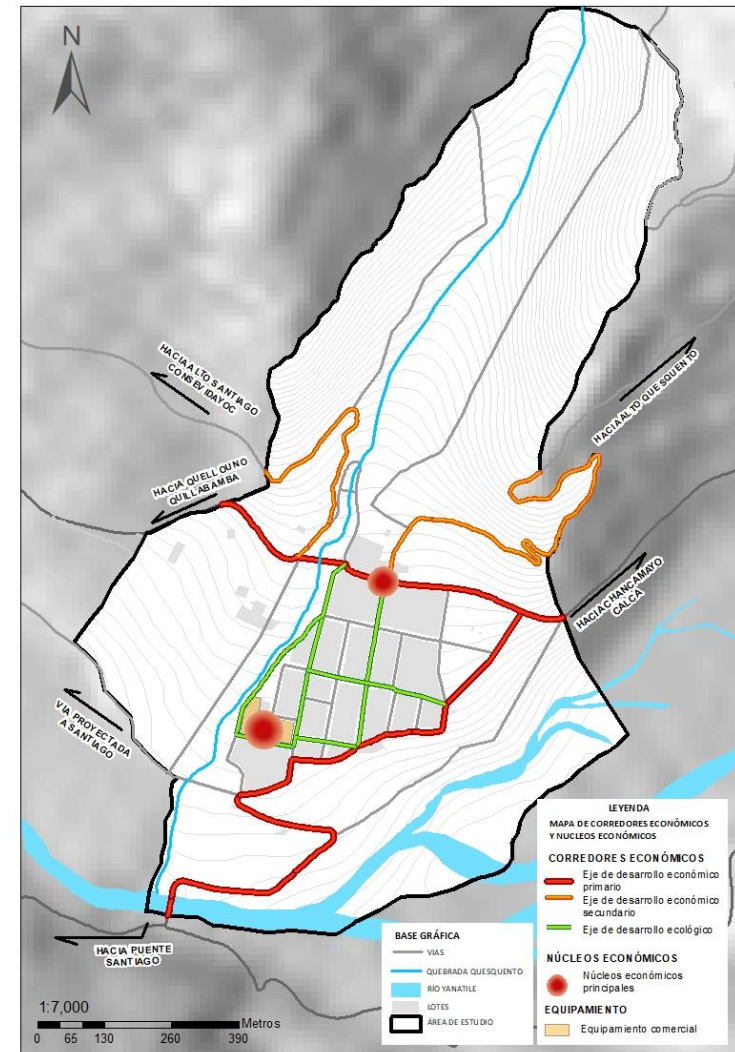 N
HACIA ALTO SANTIAGO
CONSEVIDAYOC
HACIA ALTO QUESQUENTO
HACIA QUELLOUNO
QUILLABAMBA
HACIA CHANCAMAYO
CALCA
VIA PROYECTADA
A SANTIAGO
HACIA PUENTE
SANTIAGO
1:7,000
Metros
0 65 130 260 390
BASE GRÁFICA
VIAS
QUEBRADA QUESQUENTO
RÍO YANATILE
LOTES
ÁREA DE ESTUDIO
LEYENDA
MAPA DE CORREDORES ECONÓMICOS
Y NUCLEOS ECONÓMICOS
CORREDORES ECONÓMICOS
Eje de desarrollo económico
primario
Eje de desarrollo económico
secundario
Eje de desarrollo ecológico
NÚCLEOS ECONÓMICOS
Núcleos económicos
principales
EQUIPAMIENTO
Equipamiento comercial